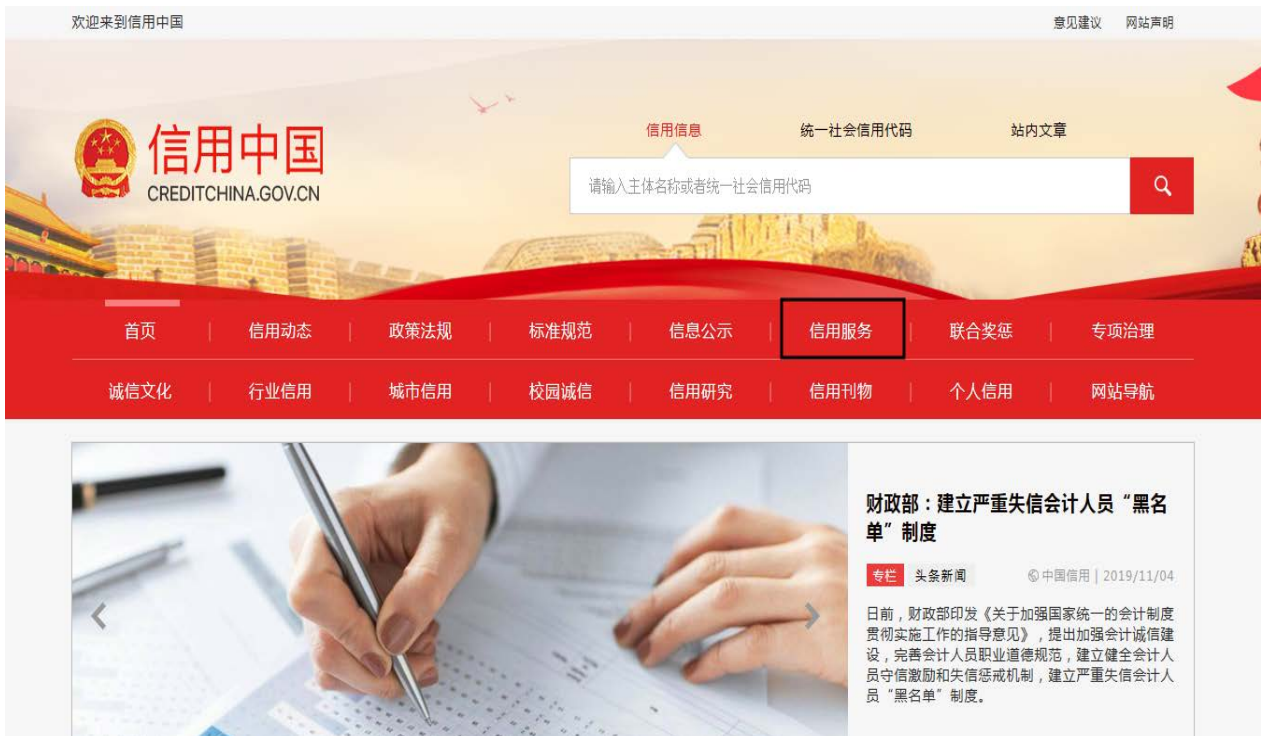 欢迎来到信用中国
意见建议 网站声明
信用信息 统一社会信用代码 站内文章
信用中国
CREDITCHINA.GOV.CN
请输入主体名称或者统一社会信用代码
首页 信用动态 政策法规 标准规范 信息公示 信用服务 联合奖惩 专项治理
诚信文化 行业信用 城市信用 校园诚信 信用研究 信用刊物 个人信用 网站导航
财政部：建立严重失信会计人员“黑名
单”制度
专栏 头条新闻 中国信用 | 2019/11/04
日前，财政部印发《关于加强国家统一的会计制度
贯彻实施工作的指导意见》，提出加强会计诚信建
设，完善会计人员职业道德规范，建立健全会计人
员守信激励和失信惩戒机制，建立严重失信会计人
员“黑名单”制度。